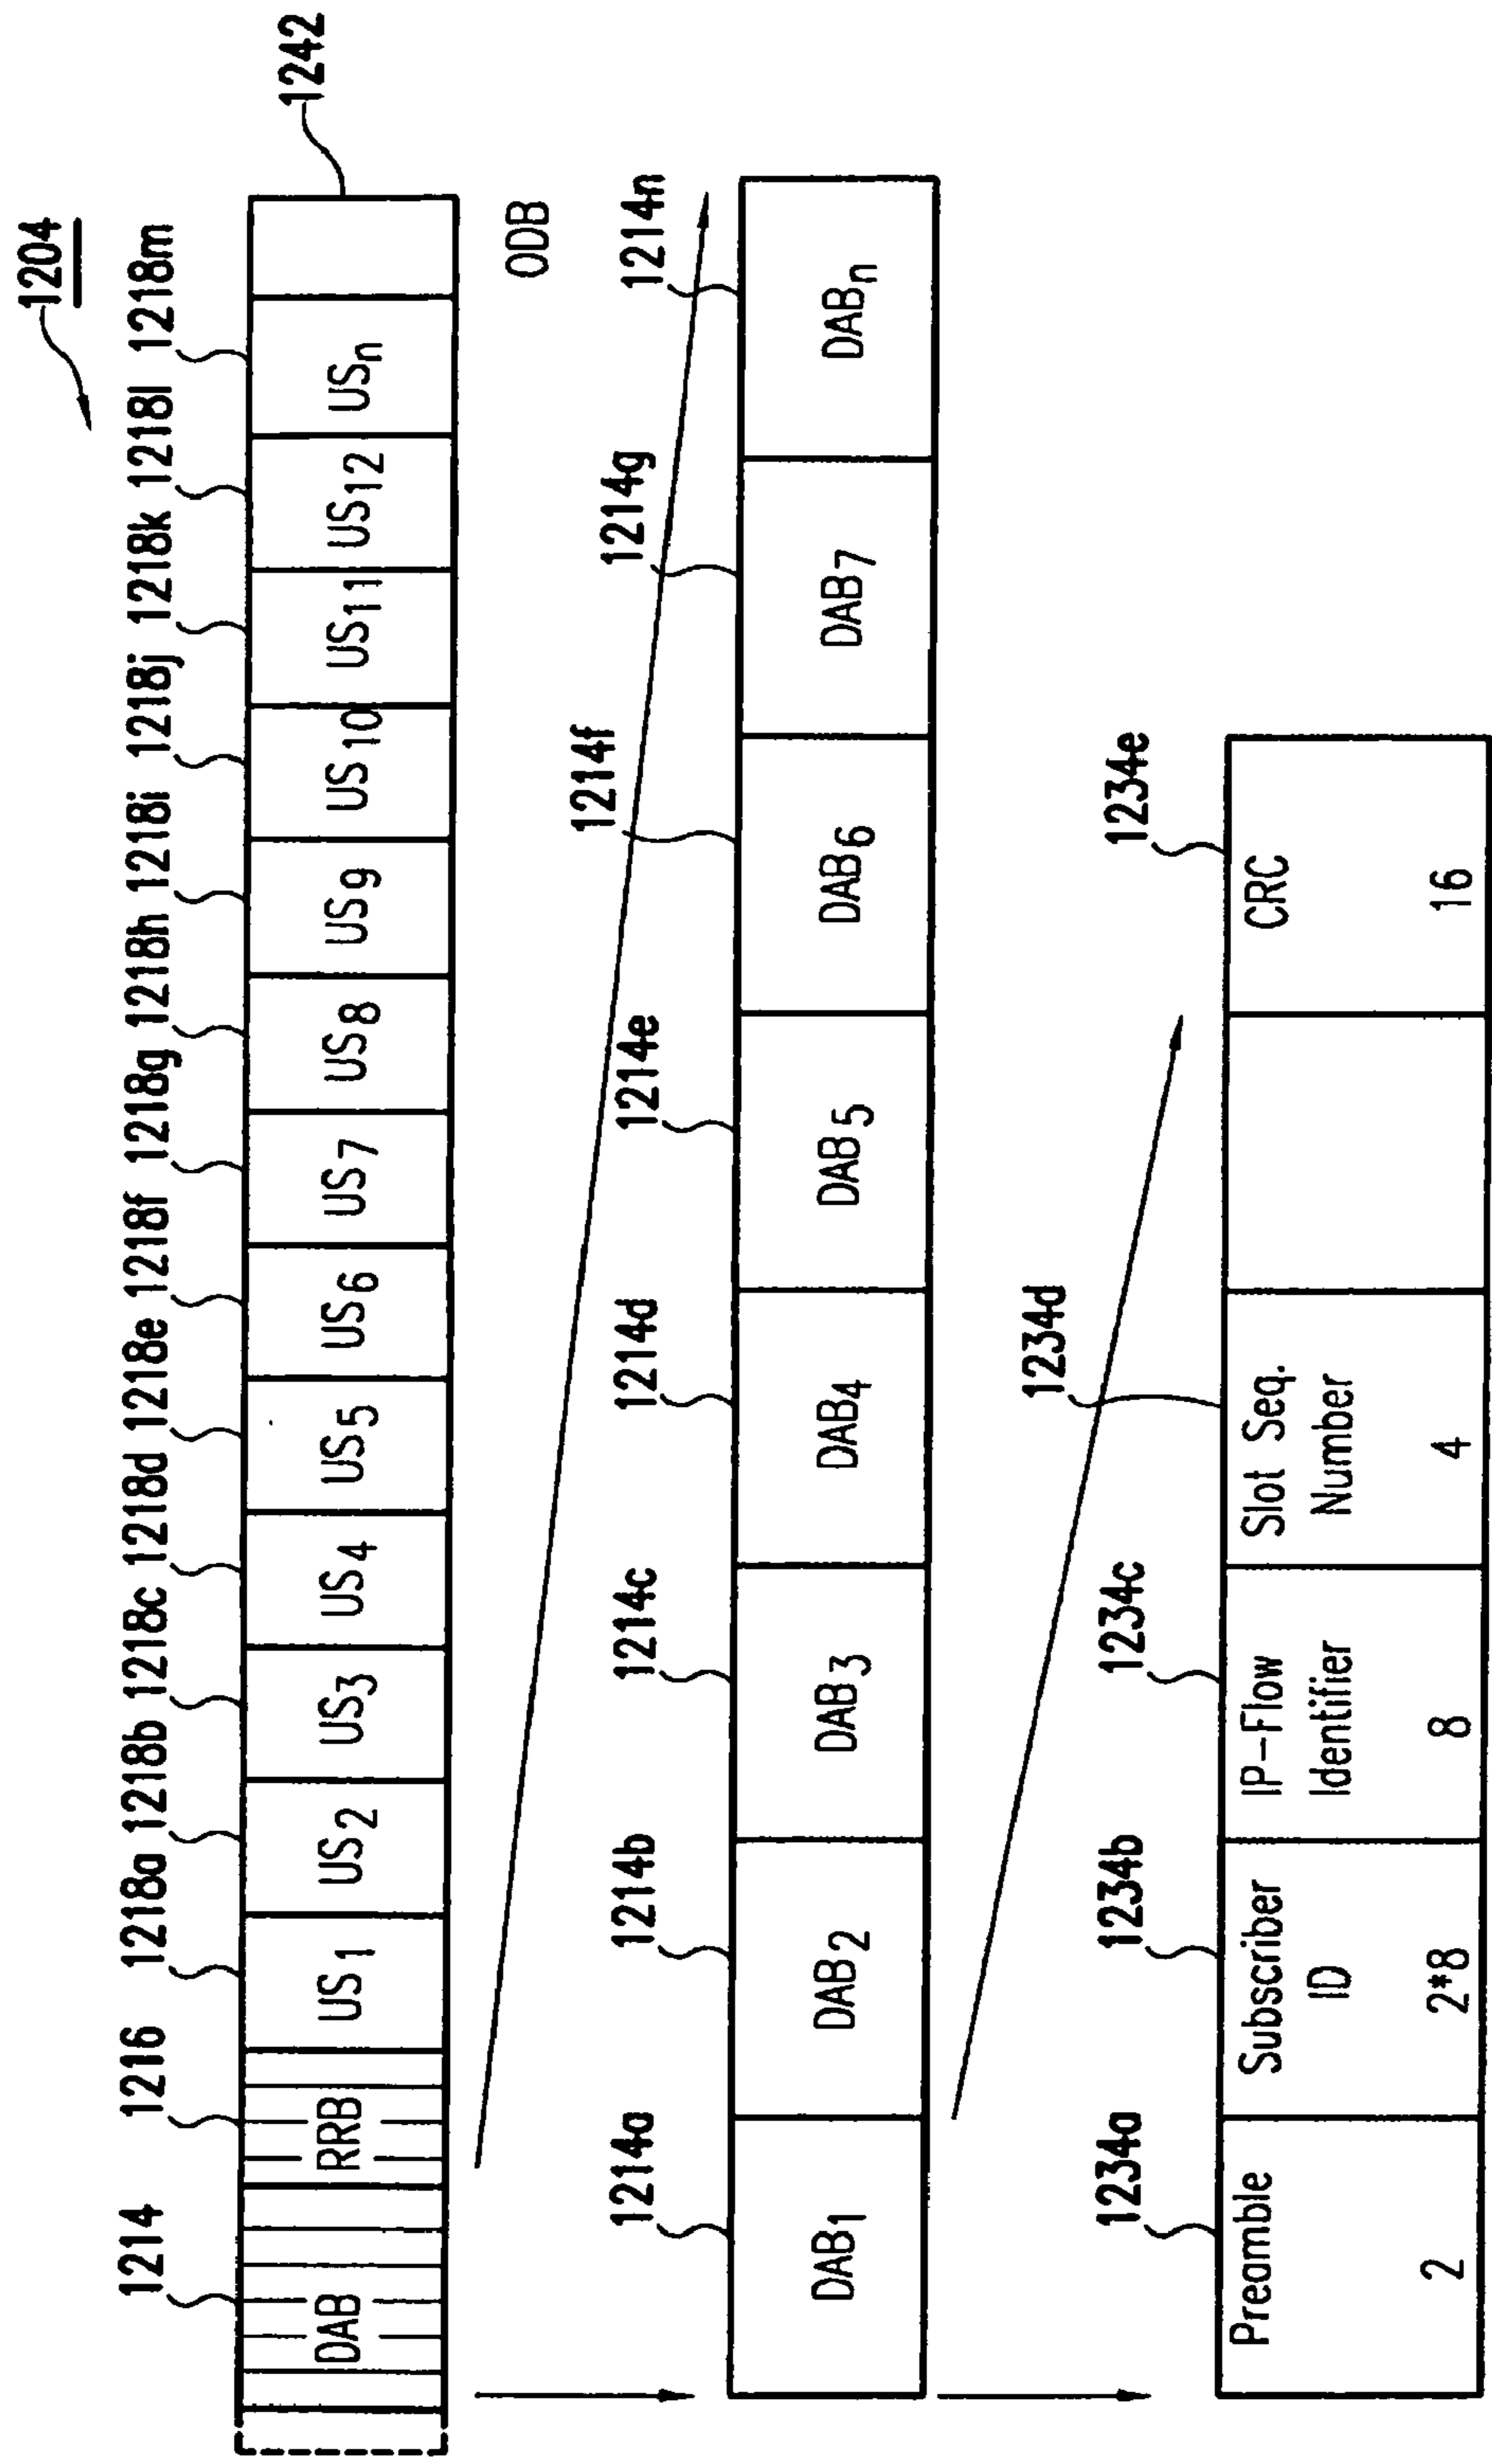 1204
1214 1216 1218a 1218b 1218c 1218d 1218e 1218f 1218g 1218h 1218i 1218j 1218k 1218l 1218m
DAB RRB US1 US2 US3 US4 US5 US6 US7 US8 US9 US10 US11 US12 USn
1242
ODB
1214a 1214b 1214c 1214d 1214e 1214f 1214g 1214n
DAB1 DAB2 DAB3 DAB4 DAB5 DAB6 DAB7 DABn
1234a 1234b 1234c 1234d 1234e
Preamble
2
Subscriber
ID
2*8
IP-Flow
Identifier
8
Slot Seq.
Number
4
CRC
16